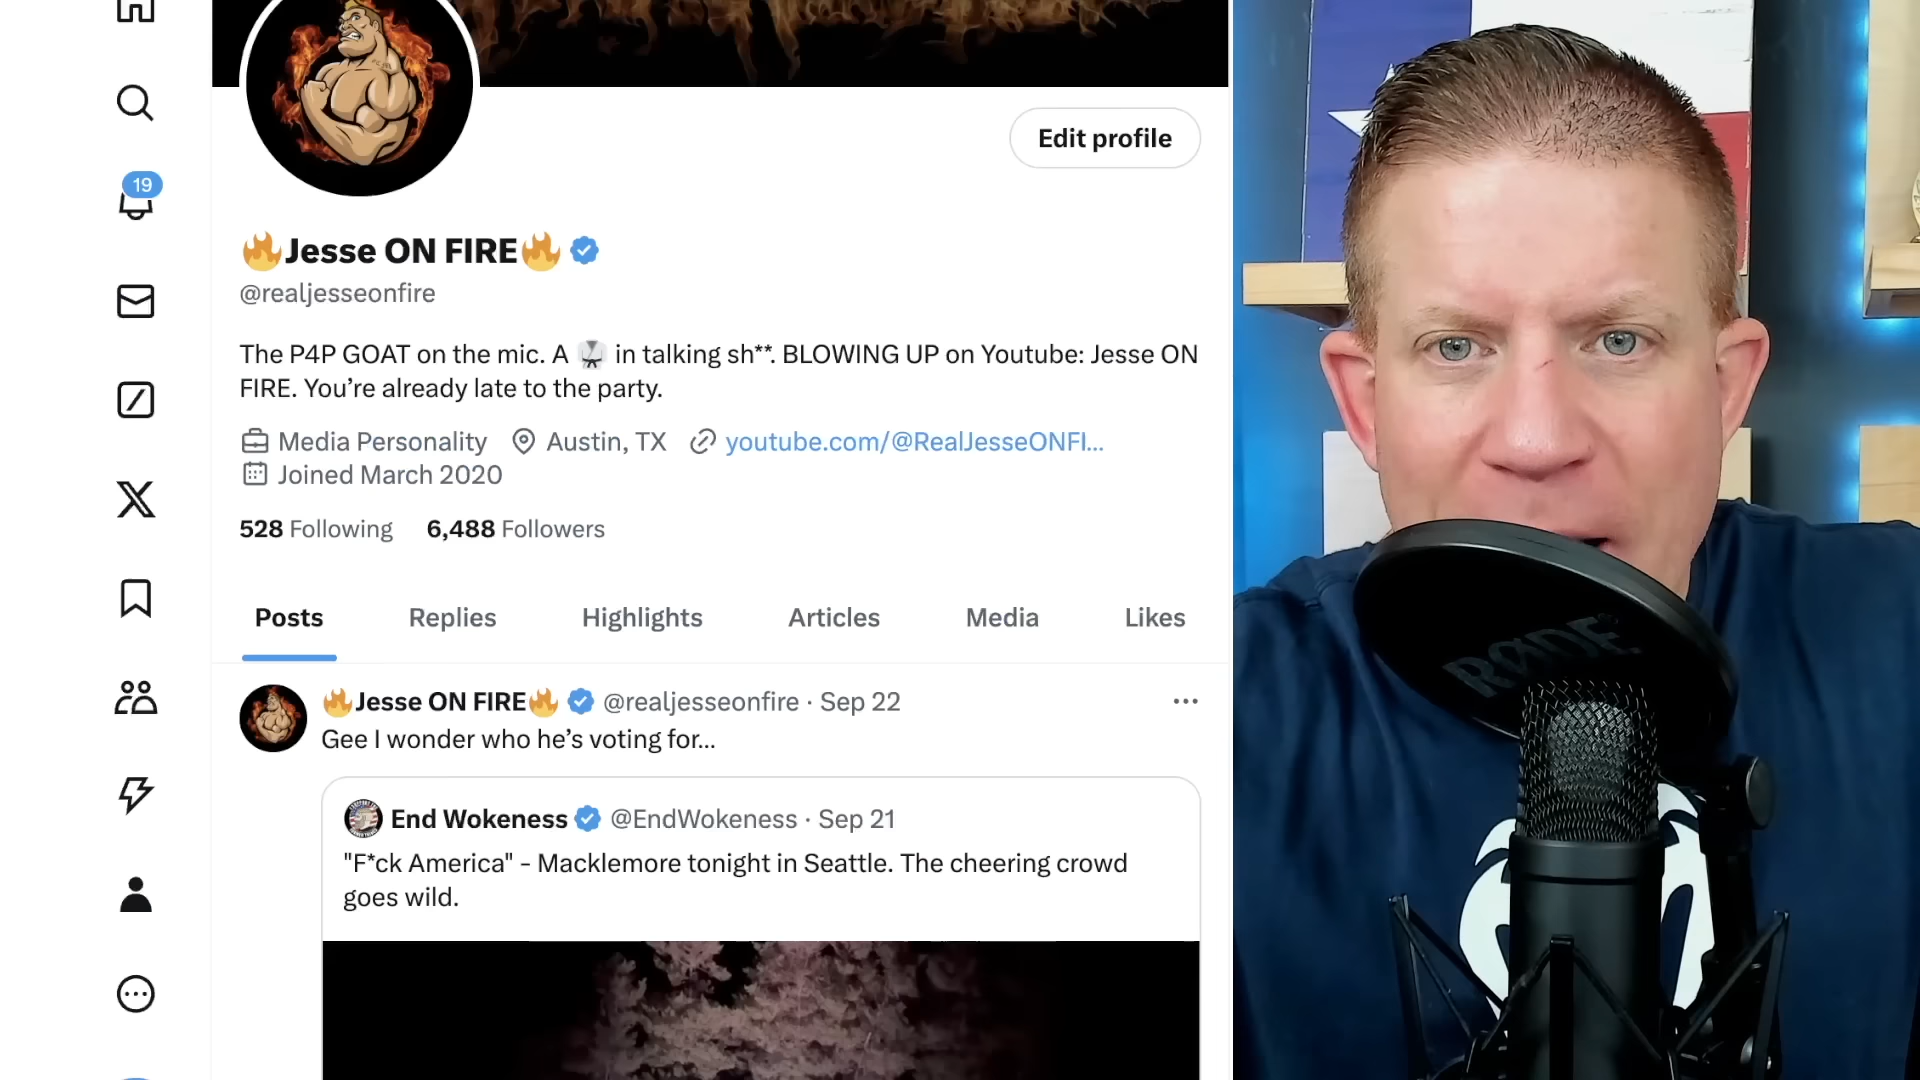 19
Edit profile
🔥Jesse ON FIRE🔥
@realjesseonfire
The P4P GOAT on the mic. A 🥋 in talking sh**. BLOWING UP on Youtube: Jesse ON
FIRE. You’re already late to the party.
Media Personality Austin, TX youtube.com/@RealJesseONFI...
Joined March 2020
528 Following 6,488 Followers
Posts Replies Highlights Articles Media Likes
🔥Jesse ON FIRE🔥 @realjesseonfire · Sep 22
Gee I wonder who he’s voting for...
End Wokeness @EndWokeness · Sep 21
"F*ck America" - Macklemore tonight in Seattle. The cheering crowd
goes wild.
RØDE